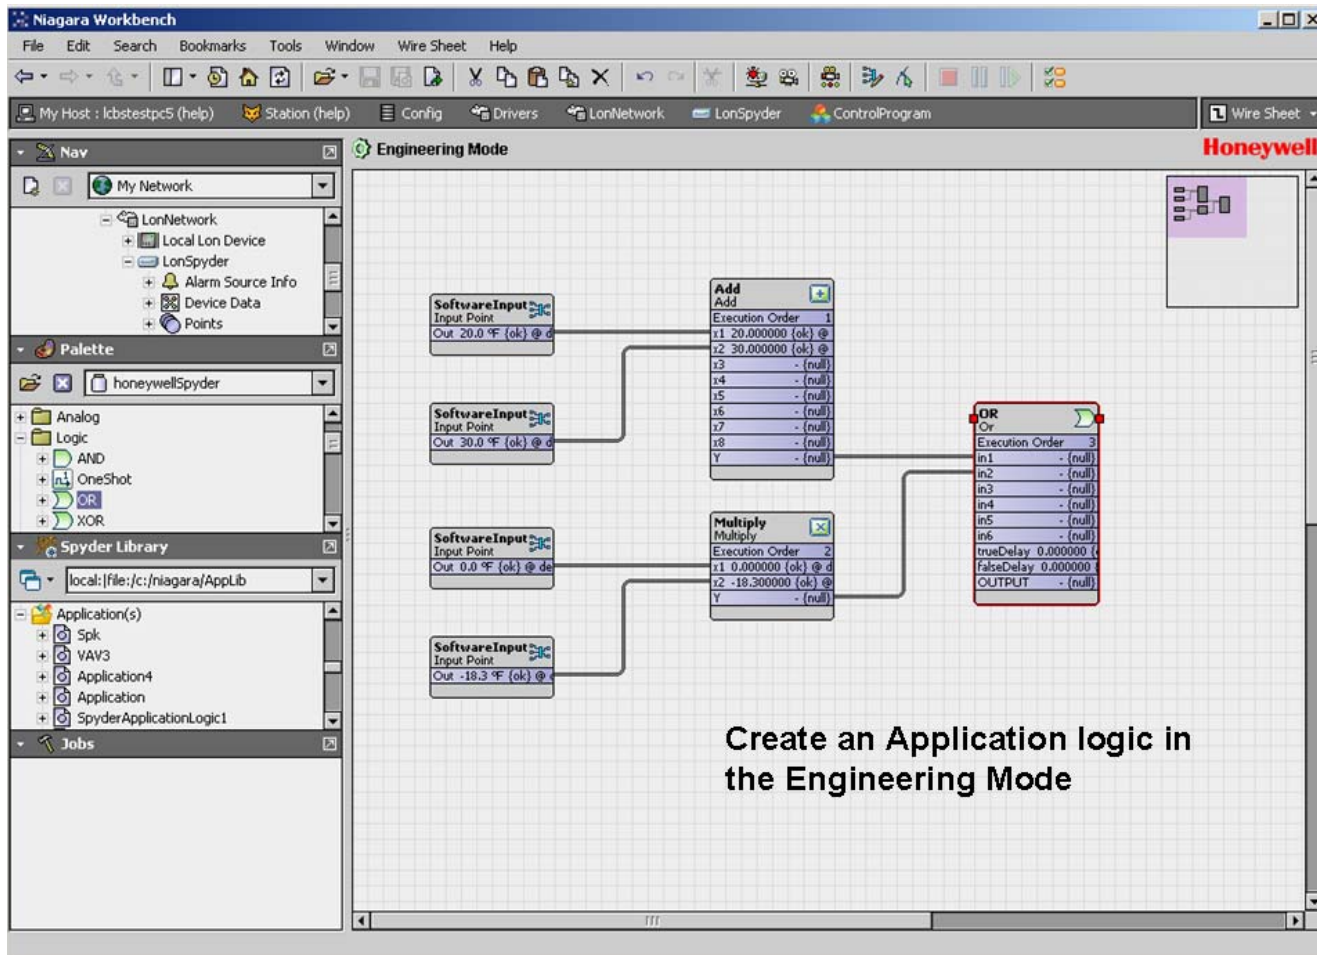 Niagara Workbench
File Edit Search Bookmarks Tools Window Wire Sheet Help
My Host : lcbstestpc5 (help) Station (help) Config Drivers LonNetwork LonSpyder ControlProgram Wire Sheet
Nav
My Network
LonNetwork
Local Lon Device
LonSpyder
Alarm Source Info
Device Data
Points
Palette
honeywellSpyder
Analog
Logic
AND
OneShot
OR
XOR
Spyder Library
local:|file:/c:/niagara/AppLib
Application(s)
Spk
VAV3
Application4
Application
SpyderApplicationLogic1
Jobs
Engineering Mode
Honeywell
SoftwareInput
Input Point
Out 20.0 °F {ok} @ d
SoftwareInput
Input Point
Out 30.0 °F {ok} @ d
SoftwareInput
Input Point
Out 0.0 °F {ok} @ de
SoftwareInput
Input Point
Out -18.3 °F {ok} @
Add
Add
Execution Order 1
x1 20.000000 {ok} @
x2 30.000000 {ok} @
x3 - {null}
x4 - {null}
x5 - {null}
x6 - {null}
x7 - {null}
x8 - {null}
Y - {null}
Multiply
Multiply
Execution Order 2
x1 0.000000 {ok} @ d
x2 -18.300000 {ok} @
Y - {null}
OR
Or
Execution Order 3
in1 - {null}
in2 - {null}
in3 - {null}
in4 - {null}
in5 - {null}
in6 - {null}
trueDelay 0.000000
falseDelay 0.000000
OUTPUT - {null}
Create an Application logic in
the Engineering Mode